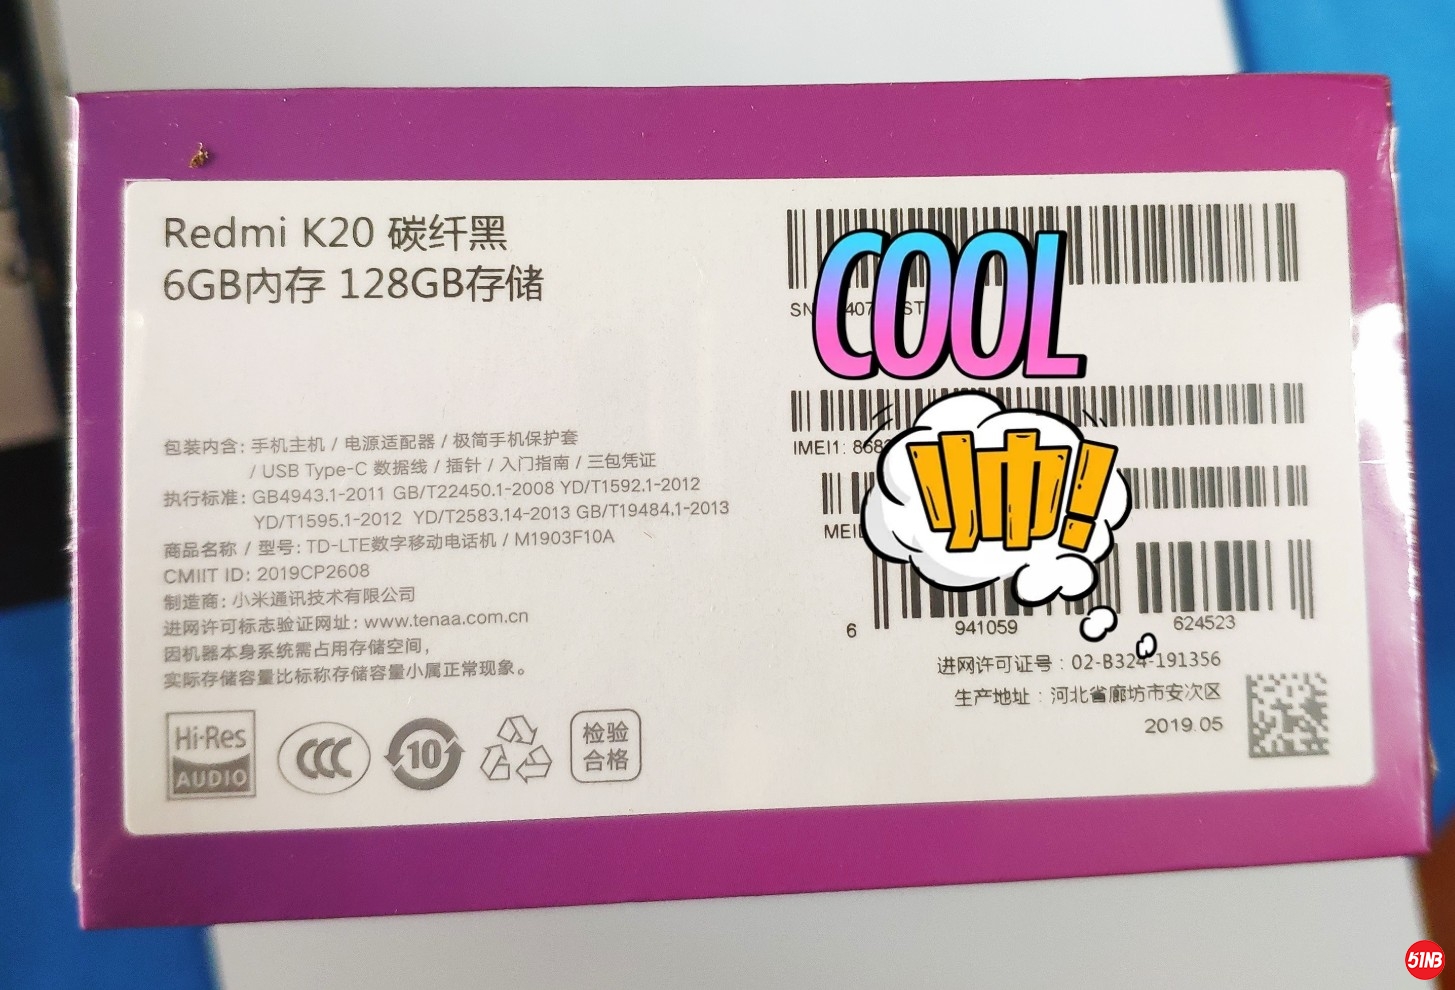 Redmi K20 碳纤黑
6GB内存 128GB存储
包装内含: 手机主机 / 电源适配器 / 极简手机保护套
/ USB Type-C 数据线 / 插针 / 入门指南 / 三包凭证
执行标准: GB4943.1-2011 GB/T22450.1-2008 YD/T1592.1-2012
YD/T1595.1-2012 YD/T2583.14-2013 GB/T19484.1-2013
商品名称 / 型号: TD-LTE数字移动电话机 / M1903F10A
CMIIT ID: 2019CP2608
制造商: 小米通讯技术有限公司
进网许可标志验证网址: www.tenaa.com.cn
因机器本身系统需占用存储空间,
实际存储容量比标称存储容量小属正常现象。
Hi-Res
AUDIO
CCC
10
检验
合格
SN
COOL
IMEI1: 868
帅!
MEI
6 941059 624523
进网许可证号 : 02-B324-191356
生产地址 : 河北省廊坊市安次区
2019.05
51NB